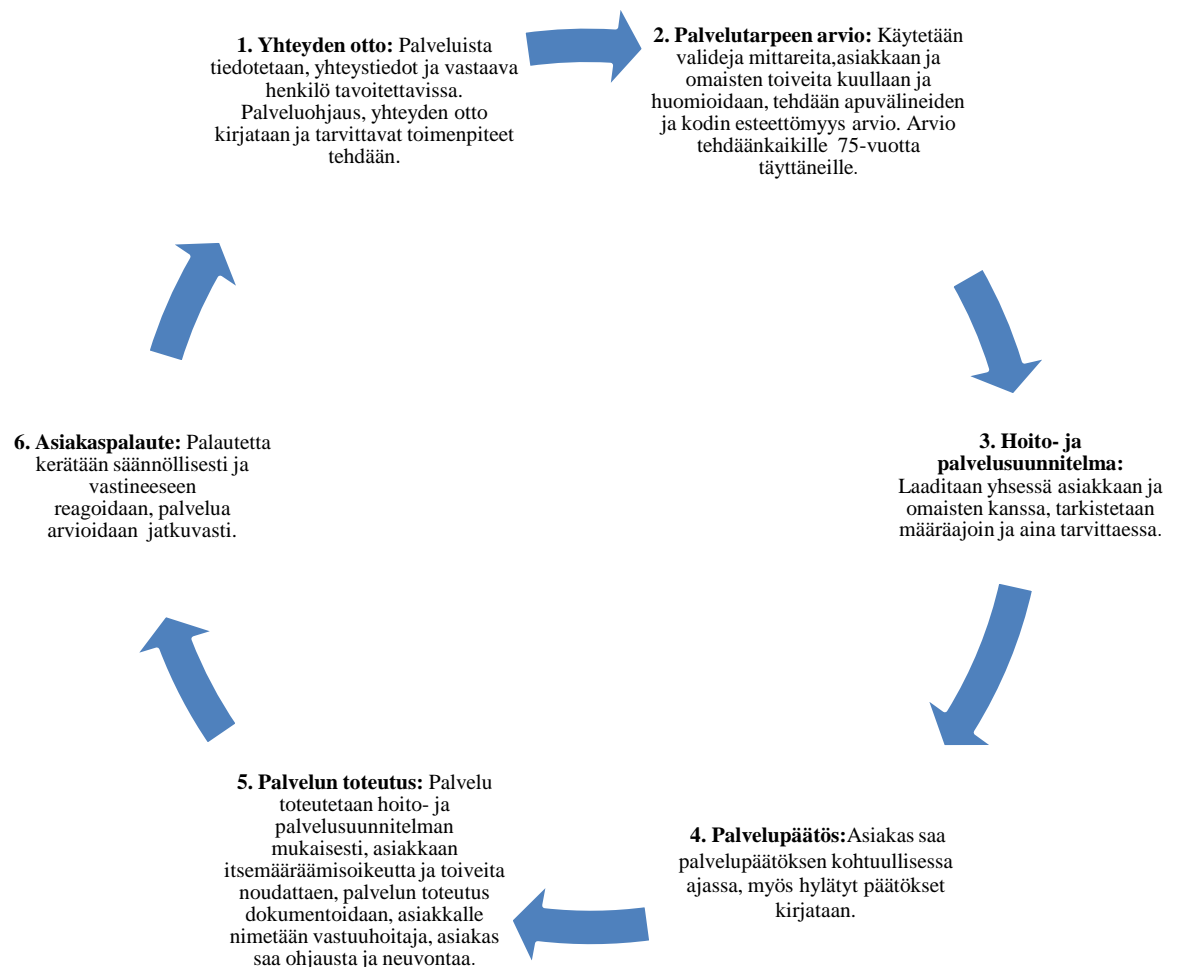 1. Yhteyden otto: Palveluista
tiedotetaan, yhteystiedot ja vastaava
henkilö tavoitettavissa.
Palveluohjaus, yhteyden otto
kirjataan ja tarvittavat toimenpiteet
tehdään.
2. Palvelutarpeen arvio: Käytetään
valideja mittareita,asiakkaan ja
omaisten toiveita kuullaan ja
huomioidaan, tehdään apuvälineiden
ja kodin esteettömyys arvio. Arvio
tehdäänkaikille 75-vuotta
täyttäneille.
3. Hoito- ja
palvelusuunnitelma:
Laaditaan yhsessä asiakkaan ja
omaisten kanssa, tarkistetaan
määräajoin ja aina tarvittaessa.
4. Palvelupäätös:Asiakas saa
palvelupäätöksen kohtuullisessa
ajassa, myös hylätyt päätökset
kirjataan.
5. Palvelun toteutus: Palvelu
toteutetaan hoito- ja
palvelusuunnitelman
mukaisesti, asiakkaan
itsemääräämisoikeutta ja toiveita
noudattaen, palvelun toteutus
dokumentoidaan, asiakkalle
nimetään vastuuhoitaja, asiakas
saa ohjausta ja neuvontaa.
6. Asiakaspalaute: Palautetta
kerätään säännöllisesti ja
vastineeseen
reagoidaan, palvelua
arvioidaan jatkuvasti.